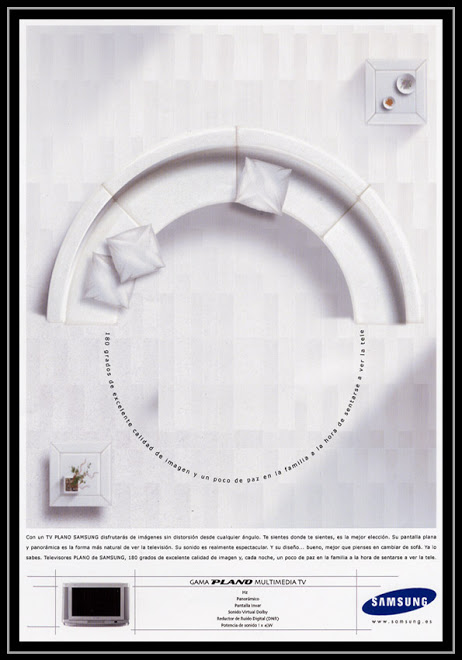 180 grados de excelente calidad de imagen y un poco de paz en la familia a la hora de sentarse a ver la tele
Con un TV PLANO SAMSUNG disfrutarás de imágenes sin distorsión desde cualquier ángulo. Te sientes donde te sientes, es la mejor elección. Su pantalla plana
y panorámica es la forma más natural de ver la televisión. Su sonido es realmente espectacular. Y su diseño... bueno, mejor que pienses en cambiar de sofá. Ya lo
sabes. Televisores PLANO de SAMSUNG, 180 grados de excelente calidad de imagen y, cada noche, un poco de paz en la familia a la hora de sentarse a ver la tele.
GAMA PLANO MULTIMEDIA TV
Panorámico
Pantalla Invar
Sonido Virtual Dolby
Reductor de Ruido Digital (DNR)
SAMSUNG
www.samsung.es